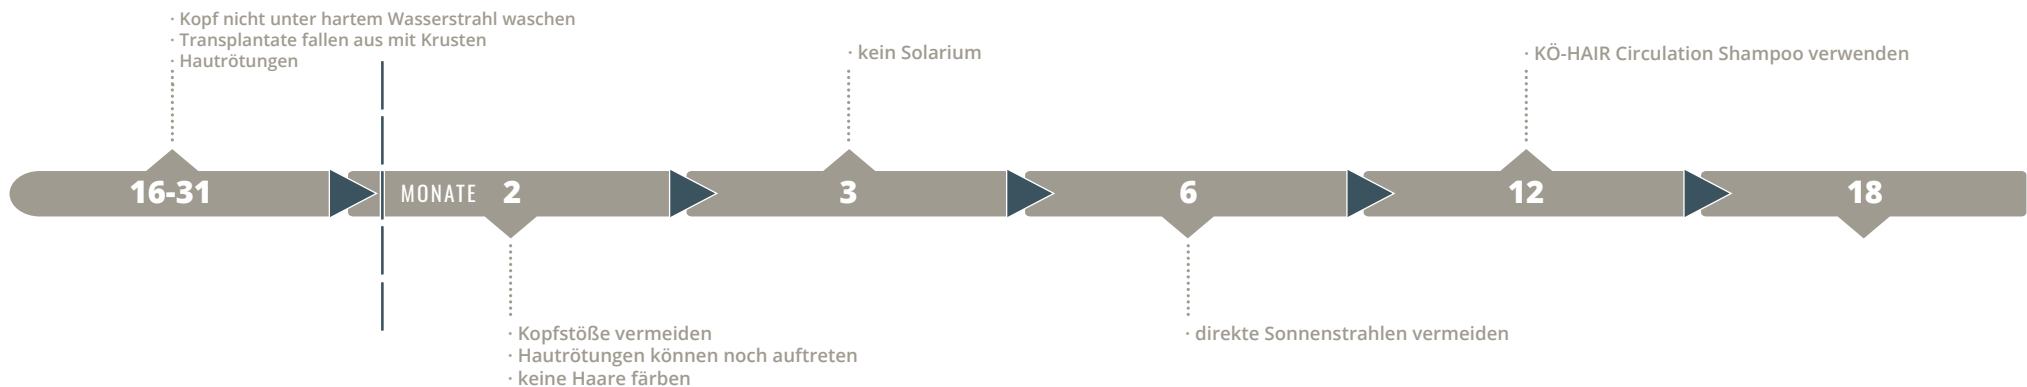 · Kopf nicht unter hartem Wasserstrahl waschen
· Transplantate fallen aus mit Krusten
· Hautrötungen
· kein Solarium
· KÖ-HAIR Circulation Shampoo verwenden
16-31
MONATE 2
3
6
12
18
· Kopfstöße vermeiden
· Hautrötungen können noch auftreten
· keine Haare färben
· direkte Sonnenstrahlen vermeiden